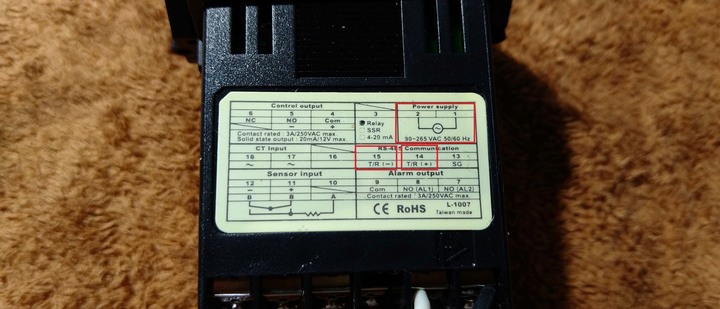 Control output
6 5 4
NC NO Com
− +
Contact rated : 3A/250VAC max.
Solid state output : 20mA/12V max
3
Relay
SSR
4-20 mA
Power supply
2 1
90~265 VAC 50/60 Hz
CT Input
18 17 16
~ ~
RS-485 Communication
15 14 13
T/R (−) T/R (+) SG
Sensor input
12 11 10
− +
B B A
Alarm output
9 8 7
Com NO (AL1) NO (AL2)
Contact rated : 3A/250VAC max.
CE RoHS
L-1007
Taiwan made